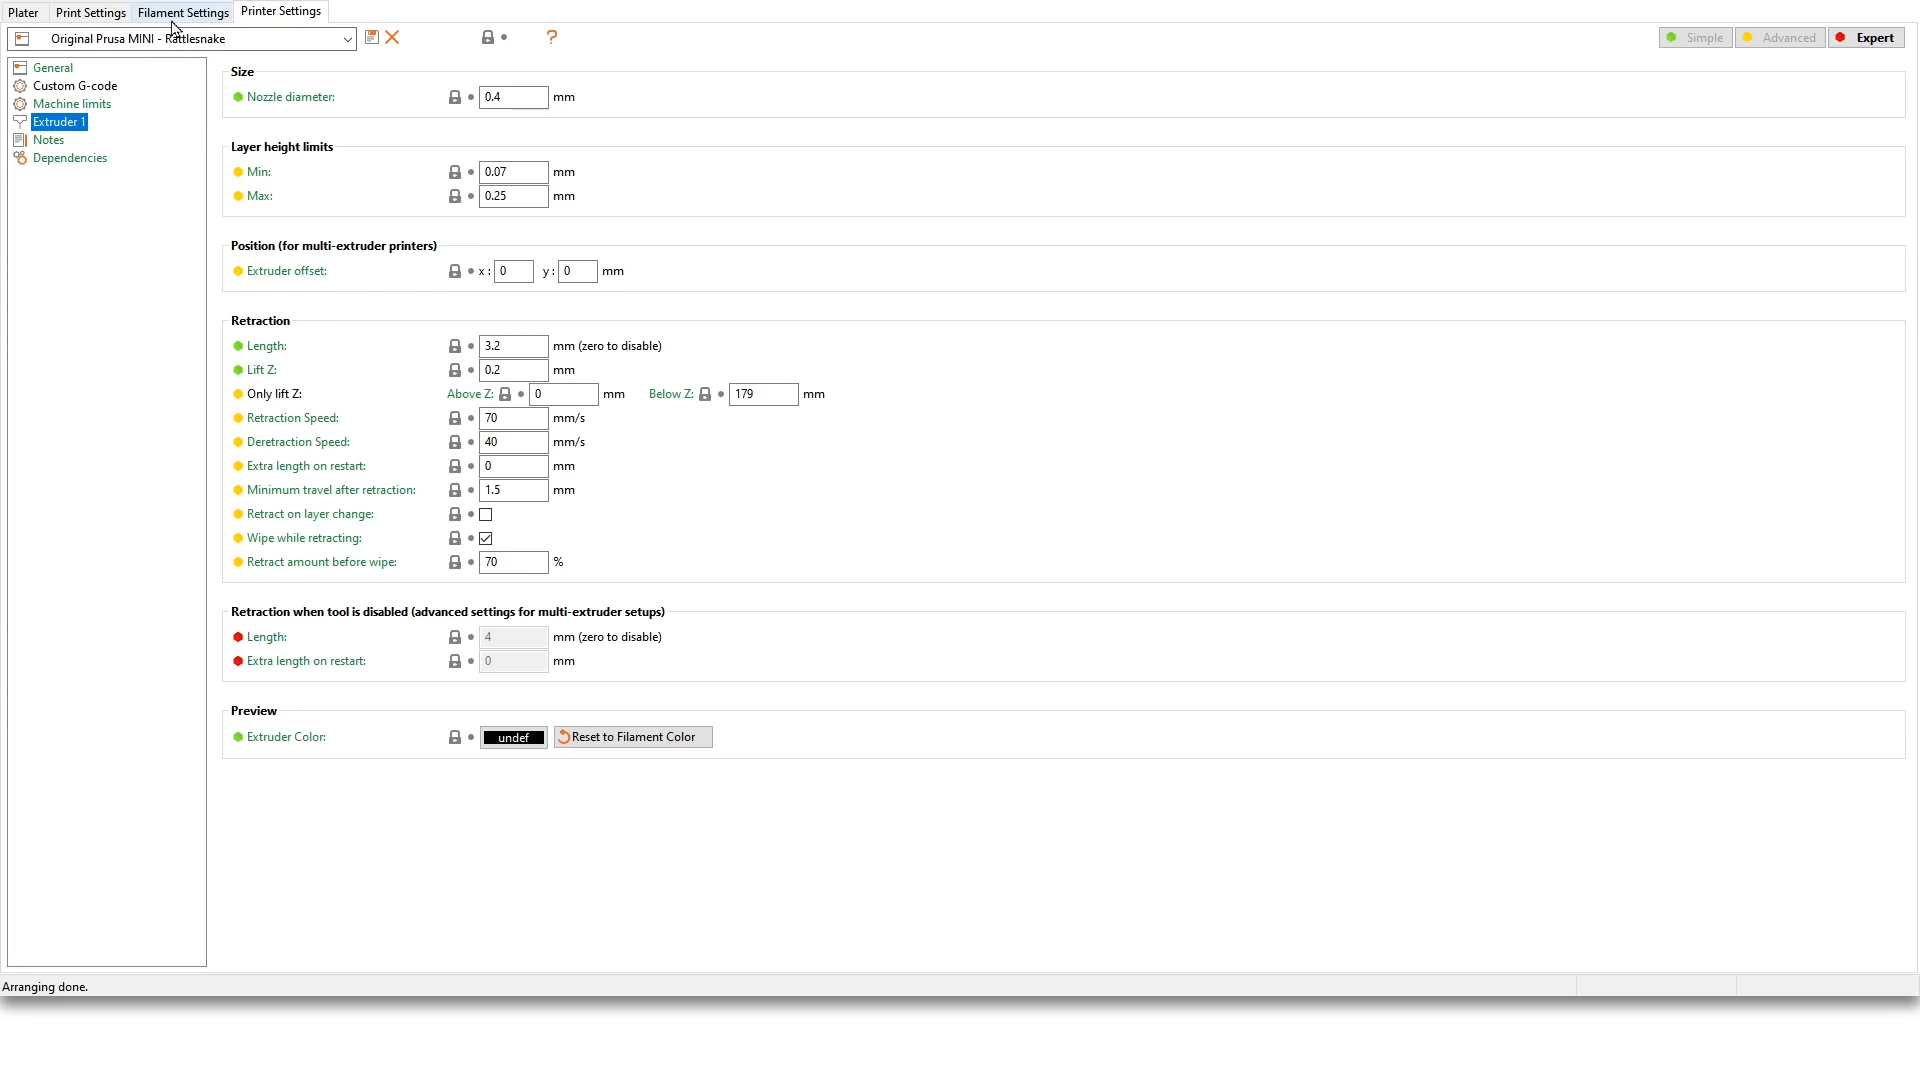 Plater Print Settings Filament Settings Printer Settings
Original Prusa MINI - Rattlesnake ? Simple Advanced Expert
General
Custom G-code
Machine limits
Extruder 1
Notes
Dependencies
Size
Nozzle diameter: 0.4 mm
Layer height limits
Min: 0.07 mm
Max: 0.25 mm
Position (for multi-extruder printers)
Extruder offset: x : 0 y : 0 mm
Retraction
Length: 3.2 mm (zero to disable)
Lift Z: 0.2 mm
Only lift Z: Above Z: 0 mm Below Z: 179 mm
Retraction Speed: 70 mm/s
Deretraction Speed: 40 mm/s
Extra length on restart: 0 mm
Minimum travel after retraction: 1.5 mm
Retract on layer change:
Wipe while retracting:
Retract amount before wipe: 70 %
Retraction when tool is disabled (advanced settings for multi-extruder setups)
Length: 4 mm (zero to disable)
Extra length on restart: 0 mm
Preview
Extruder Color: undef Reset to Filament Color
Arranging done.